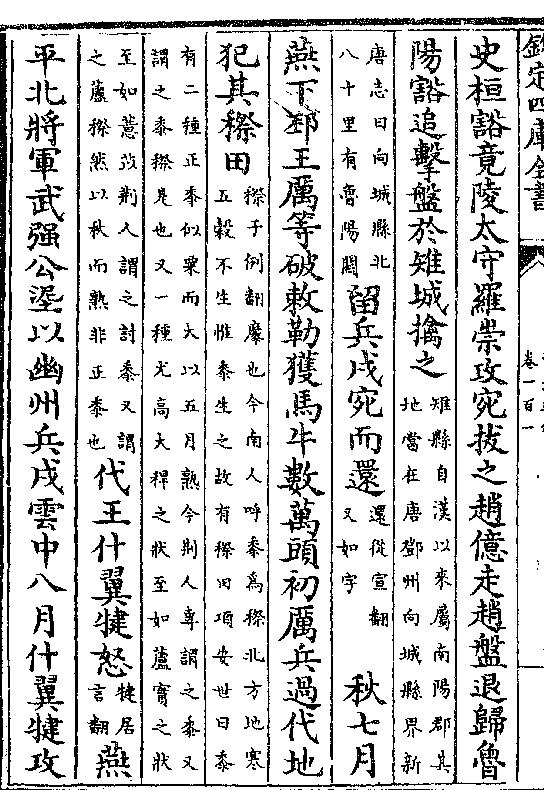 欽定四庫全書
卷一百一
史桓豁竟陵太守羅崇攻宛拔之趙億走趙盤退歸魯
陽豁追擊盤於雉城擒之
雉縣自漢以來屬南陽郡其
地當在唐鄧州向城縣界新
唐志曰向城縣北
八十里有魯陽關
留兵戍宛而還
還從宣翻
又如字
秋七月
燕下邳王厲等破敕勒獲馬牛數萬頭初厲兵過代地
犯其穄田
穄子例翻穈也今南人呼黍為穄北方地寒
五穀不生惟黍生之故有穄田項安世曰黍
有二種正黍似粟而大以五月熟今荆人專謂之黍又
謂之黍穄是也又一種尤高大稈之狀至如蘆實之狀
至如薏苡荆人謂之討黍又謂
之蘆穄然以秋而熟非正黍也
代王什翼犍怒
犍居
言翻
燕
平北將軍武强公埿以幽州兵戍雲中八月什翼犍攻